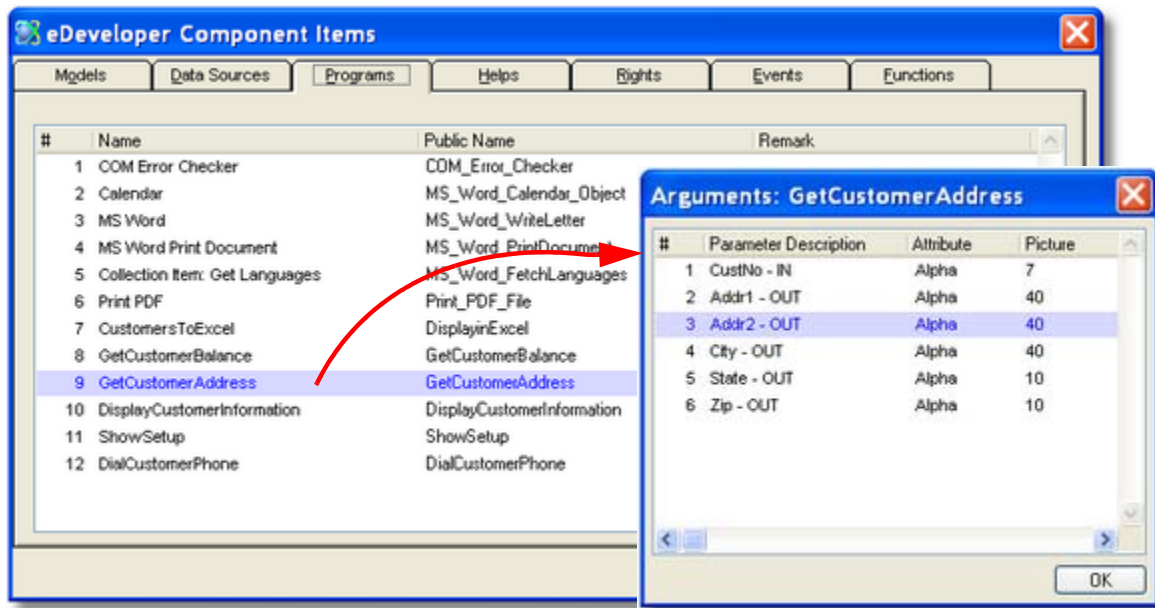 eDeveloper Component Items
Models Data Sources Programs Helps Rights Events Functions
# Name Public Name Remark
1 COM Error Checker COM_Error_Checker
2 Calendar MS_Word_Calendar_Object
3 MS Word MS_Word_WriteLetter
4 MS Word Print Document MS_Word_PrintDocument
5 Collection Item: Get Languages MS_Word_FetchLanguages
6 Print PDF Print_PDF_File
7 CustomersToExcel DisplayinExcel
8 GetCustomerBalance GetCustomerBalance
9 GetCustomerAddress GetCustomerAddress
10 DisplayCustomerInformation DisplayCustomerInformation
11 ShowSetup ShowSetup
12 DialCustomerPhone DialCustomerPhone
Arguments: GetCustomerAddress
# Parameter Description Attribute Picture
1 CustNo - IN Alpha 7
2 Addr1 - OUT Alpha 40
3 Addr2 - OUT Alpha 40
4 City - OUT Alpha 40
5 State - OUT Alpha 10
6 Zip - OUT Alpha 10
OK